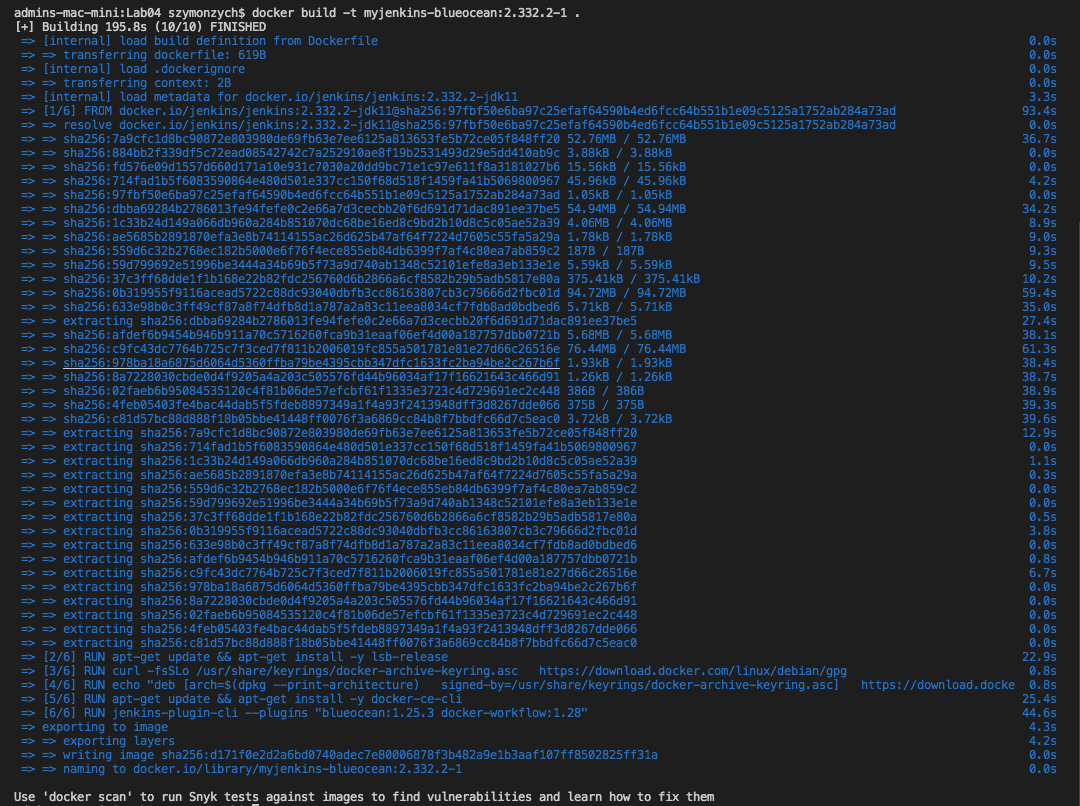 admins-mac-mini:Lab04 szymonzych$ docker build -t myjenkins-blueocean:2.332.2-1 .
[+] Building 195.8s (10/10) FINISHED
=> [internal] load build definition from Dockerfile 0.0s
=> => transferring dockerfile: 619B 0.0s
=> [internal] load .dockerignore 0.0s
=> => transferring context: 2B 0.0s
=> [internal] load metadata for docker.io/jenkins/jenkins:2.332.2-jdk11 3.3s
=> [1/6] FROM docker.io/jenkins/jenkins:2.332.2-jdk11@sha256:97fbf50e6ba97c25efaf64590b4ed6fcc64b551b1e09c5125a1752ab284a73ad 93.4s
=> => resolve docker.io/jenkins/jenkins:2.332.2-jdk11@sha256:97fbf50e6ba97c25efaf64590b4ed6fcc64b551b1e09c5125a1752ab284a73ad 0.0s
=> => sha256:7a9cfc1d8bc90872e803980de69fb63e7ee6125a813653fe5b72ce05f848ff20 52.76MB / 52.76MB 36.7s
=> => sha256:884bb2f339df5c72ead08542742c7a252910ae8f19b2531493d29e5dd410ab9c 3.88kB / 3.88kB 0.0s
=> => sha256:fd576e09d1557d660d171a10e931c7030a20dd9bc71e1c97e611f8a3181027b6 15.56kB / 15.56kB 0.0s
=> => sha256:714fad1b5f6083590864e480d501e337cc150f68d518f1459fa41b5069800967 45.96kB / 45.96kB 4.2s
=> => sha256:97fbf50e6ba97c25efaf64590b4ed6fcc64b551b1e09c5125a1752ab284a73ad 1.05kB / 1.05kB 0.0s
=> => sha256:dbba69284b2786013fe94fefe0c2e66a7d3cecbb20f6d691d71dac891ee37be5 54.94MB / 54.94MB 34.2s
=> => sha256:1c33b24d149a066db960a284b851070dc68be16ed8c9bd2b10d8c5c05ae52a39 4.06MB / 4.06MB 8.9s
=> => sha256:ae5685b2891870efa3e8b74114155ac26d625b47af64f7224d7605c55fa5a29a 1.78kB / 1.78kB 9.0s
=> => sha256:559d6c32b2768ec182b5000e6f76f4ece855eb84db6399f7af4c80ea7ab859c2 187B / 187B 9.3s
=> => sha256:59d799692e51996be3444a34b69b5f73a9d740ab1348c52101efe8a3eb133e1e 5.59kB / 5.59kB 9.5s
=> => sha256:37c3ff68dde1f1b168e22b82fdc256760d6b2866a6cf8582b29b5adb5817e80a 375.41kB / 375.41kB 10.2s
=> => sha256:0b319955f9116acead5722c88dc93040dbfb3cc86163807cb3c79666d2fbc01d 94.72MB / 94.72MB 59.4s
=> => sha256:633e98b0c3ff49cf87a8f74dfb8d1a787a2a83c11eea8034cf7fdb8ad0bdbed6 5.71kB / 5.71kB 35.0s
=> => extracting sha256:dbba69284b2786013fe94fefe0c2e66a7d3cecbb20f6d691d71dac891ee37be5 27.4s
=> => sha256:afdef6b9454b946b911a70c5716260fca9b31eaaf06ef4d00a187757dbb0721b 5.68MB / 5.68MB 38.1s
=> => sha256:c9fc43dc7764b725c7f3ced7f811b2006019fc855a501781e81e27d66c26516e 76.44MB / 76.44MB 61.3s
=> => sha256:978ba18a6875d6064d5360ffba79be4395cbb347dfc1633fc2ba94be2c267b6f 1.93kB / 1.93kB 38.4s
=> => sha256:8a7228030cbde0d4f9205a4a203c505576fd44b96034af17f16621643c466d91 1.26kB / 1.26kB 38.7s
=> => sha256:02faeb6b95084535120c4f81b06de57efcbf61f1335e3723c4d729691ec2c448 386B / 386B 38.9s
=> => sha256:4feb05403fe4bac44dab5f5fdeb8897349a1f4a93f2413948dff3d8267dde066 375B / 375B 39.3s
=> => sha256:c81d57bc88d888f18b05bbe41448ff0076f3a6869cc84b8f7bbdfc66d7c5eac0 3.72kB / 3.72kB 39.6s
=> => extracting sha256:7a9cfc1d8bc90872e803980de69fb63e7ee6125a813653fe5b72ce05f848ff20 12.9s
=> => extracting sha256:714fad1b5f6083590864e480d501e337cc150f68d518f1459fa41b5069800967 0.0s
=> => extracting sha256:1c33b24d149a066db960a284b851070dc68be16ed8c9bd2b10d8c5c05ae52a39 1.1s
=> => extracting sha256:ae5685b2891870efa3e8b74114155ac26d625b47af64f7224d7605c55fa5a29a 0.3s
=> => extracting sha256:559d6c32b2768ec182b5000e6f76f4ece855eb84db6399f7af4c80ea7ab859c2 0.0s
=> => extracting sha256:59d799692e51996be3444a34b69b5f73a9d740ab1348c52101efe8a3eb133e1e 0.0s
=> => extracting sha256:37c3ff68dde1f1b168e22b82fdc256760d6b2866a6cf8582b29b5adb5817e80a 0.5s
=> => extracting sha256:0b319955f9116acead5722c88dc93040dbfb3cc86163807cb3c79666d2fbc01d 3.8s
=> => extracting sha256:633e98b0c3ff49cf87a8f74dfb8d1a787a2a83c11eea8034cf7fdb8ad0bdbed6 0.0s
=> => extracting sha256:afdef6b9454b946b911a70c5716260fca9b31eaaf06ef4d00a187757dbb0721b 0.8s
=> => extracting sha256:c9fc43dc7764b725c7f3ced7f811b2006019fc855a501781e81e27d66c26516e 6.7s
=> => extracting sha256:978ba18a6875d6064d5360ffba79be4395cbb347dfc1633fc2ba94be2c267b6f 0.0s
=> => extracting sha256:8a7228030cbde0d4f9205a4a203c505576fd44b96034af17f16621643c466d91 0.0s
=> => extracting sha256:02faeb6b95084535120c4f81b06de57efcbf61f1335e3723c4d729691ec2c448 0.0s
=> => extracting sha256:4feb05403fe4bac44dab5f5fdeb8897349a1f4a93f2413948dff3d8267dde066 0.0s
=> => extracting sha256:c81d57bc88d888f18b05bbe41448ff0076f3a6869cc84b8f7bbdfc66d7c5eac0 0.0s
=> [2/6] RUN apt-get update && apt-get install -y lsb-release 22.9s
=> [3/6] RUN curl -fsSLo /usr/share/keyrings/docker-archive-keyring.asc https://download.docker.com/linux/debian/gpg 0.8s
=> [4/6] RUN echo "deb [arch=$(dpkg --print-architecture) signed-by=/usr/share/keyrings/docker-archive-keyring.asc] https://download.docke 0.8s
=> [5/6] RUN apt-get update && apt-get install -y docker-ce-cli 25.4s
=> [6/6] RUN jenkins-plugin-cli --plugins "blueocean:1.25.3 docker-workflow:1.28" 44.6s
=> exporting to image 4.3s
=> => exporting layers 4.2s
=> => writing image sha256:d171f0e2d2a6bd0740adec7e80006878f3b482a9e1b3aaf107ff8502825ff31a 0.0s
=> => naming to docker.io/library/myjenkins-blueocean:2.332.2-1 0.0s
Use 'docker scan' to run Snyk tests against images to find vulnerabilities and learn how to fix them